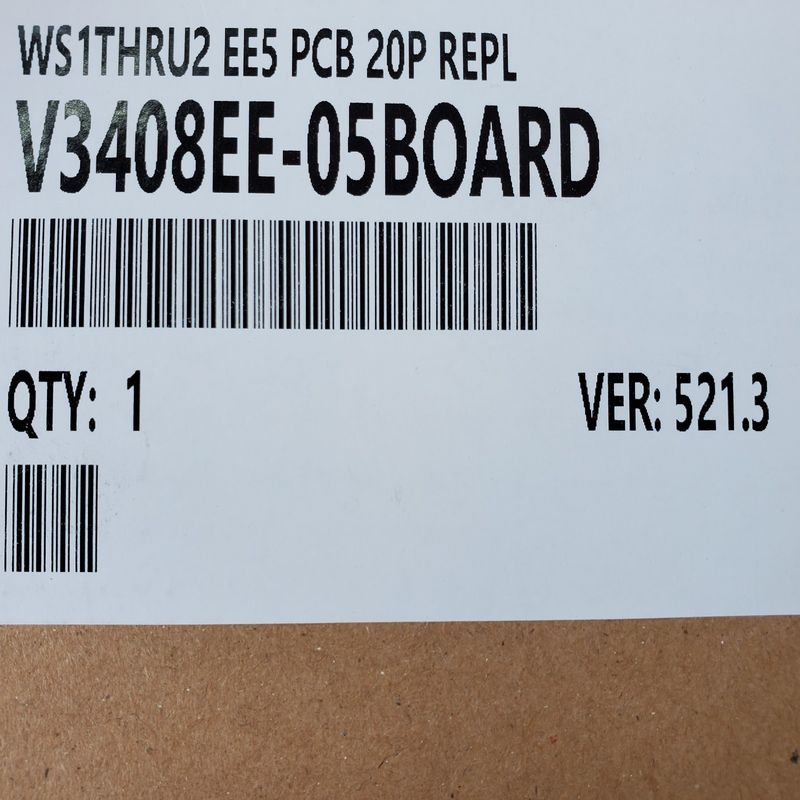 WS1THRU2 EE5 PCB 20P REPL
V3408EE-05BOARD
QTY: 1 VER: 521.3